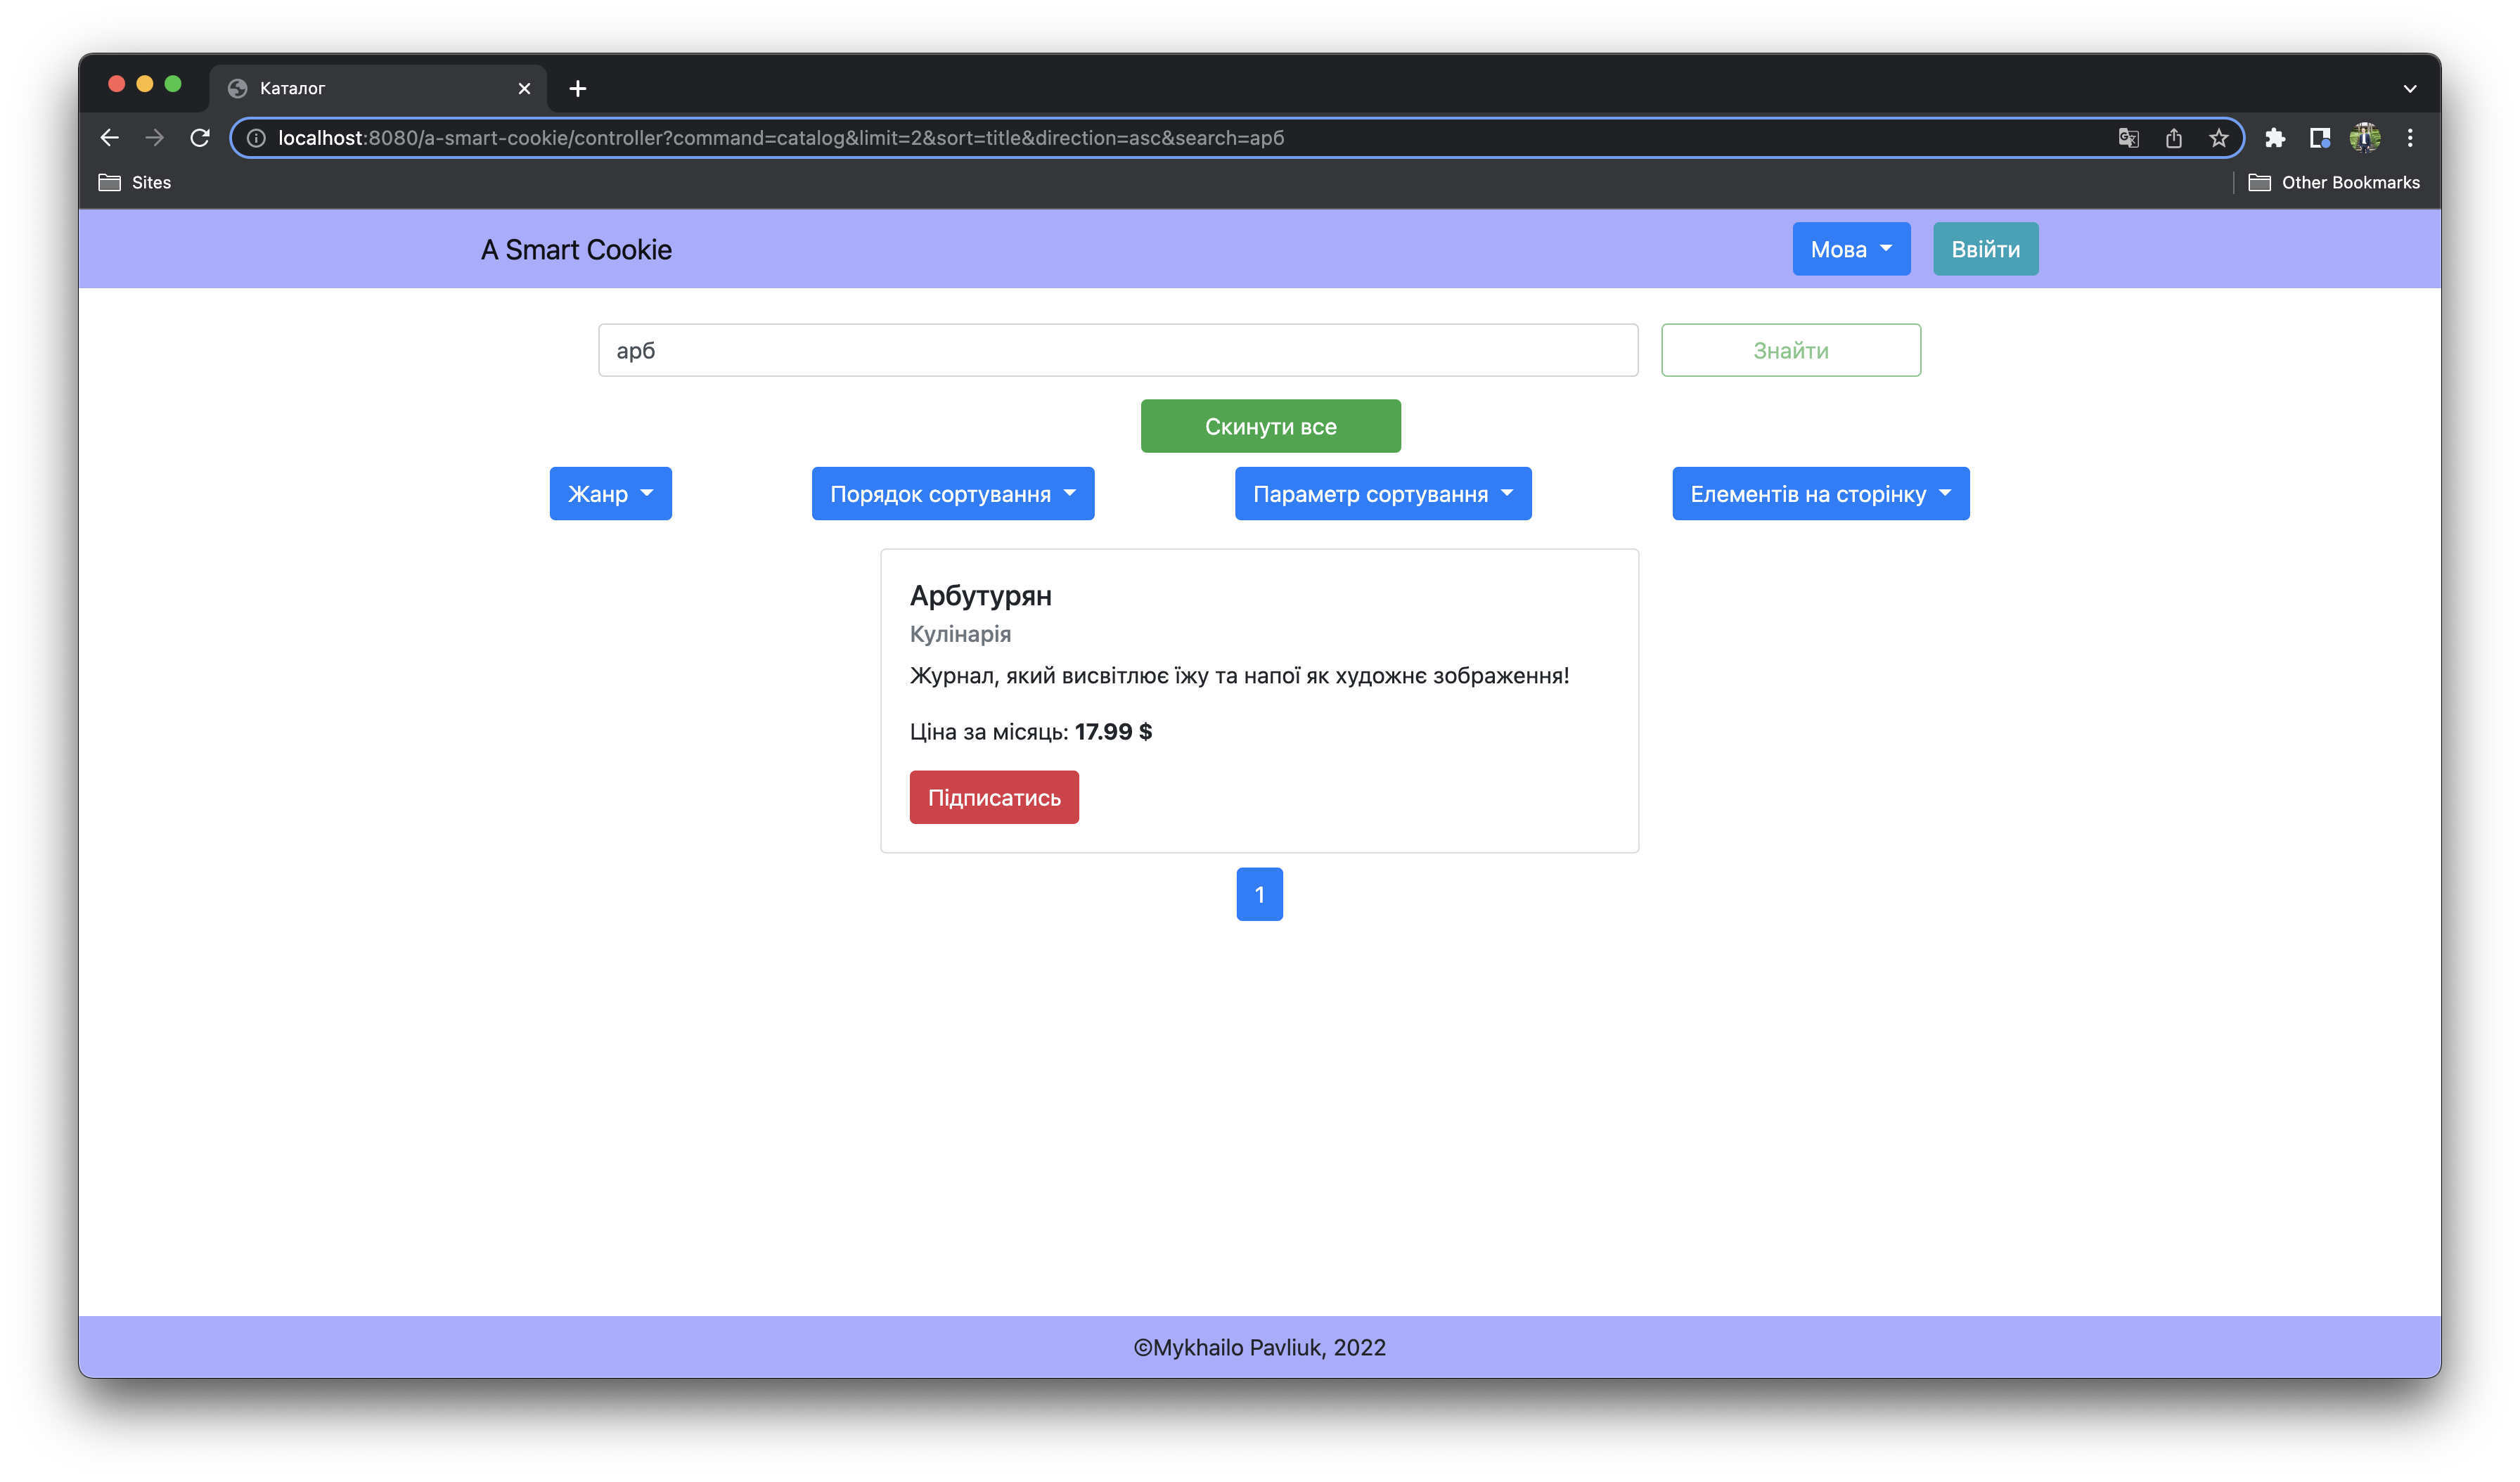 Каталог
localhost:8080/a-smart-cookie/controller?command=catalog&limit=2&sort=title&direction=asc&search=арб
Sites
Other Bookmarks
A Smart Cookie
Мова
Ввійти
арб
Знайти
Скинути все
Жанр
Порядок сортування
Параметр сортування
Елементів на сторінку
Арбутурян
Кулінарія
Журнал, який висвітлює їжу та напої як художнє зображення!
Ціна за місяць: 17.99 $
Підписатись
1
©Mykhailo Pavliuk, 2022